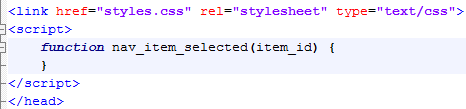 <link href="styles.css" rel="stylesheet" type="text/css">
<script>
function nav_item_selected(item_id) {
}
</script>
</head>